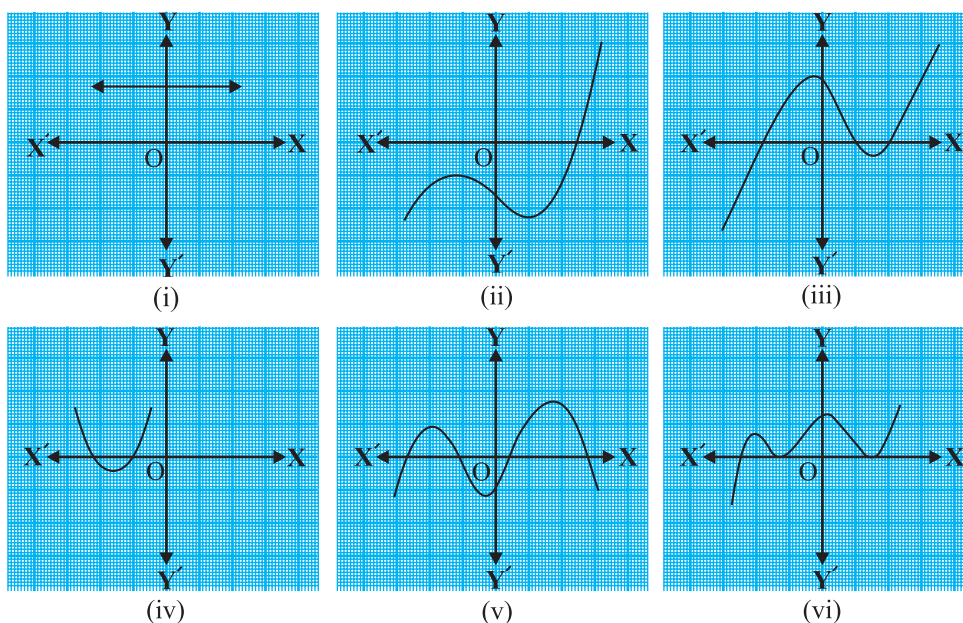 Y Y Y
X′ X X′ X X′ X
O O O
Y′ Y′ Y′
(i) (ii) (iii)
Y Y Y
X′ X X′ X X′ X
O O O
Y′ Y′ Y′
(iv) (v) (vi)